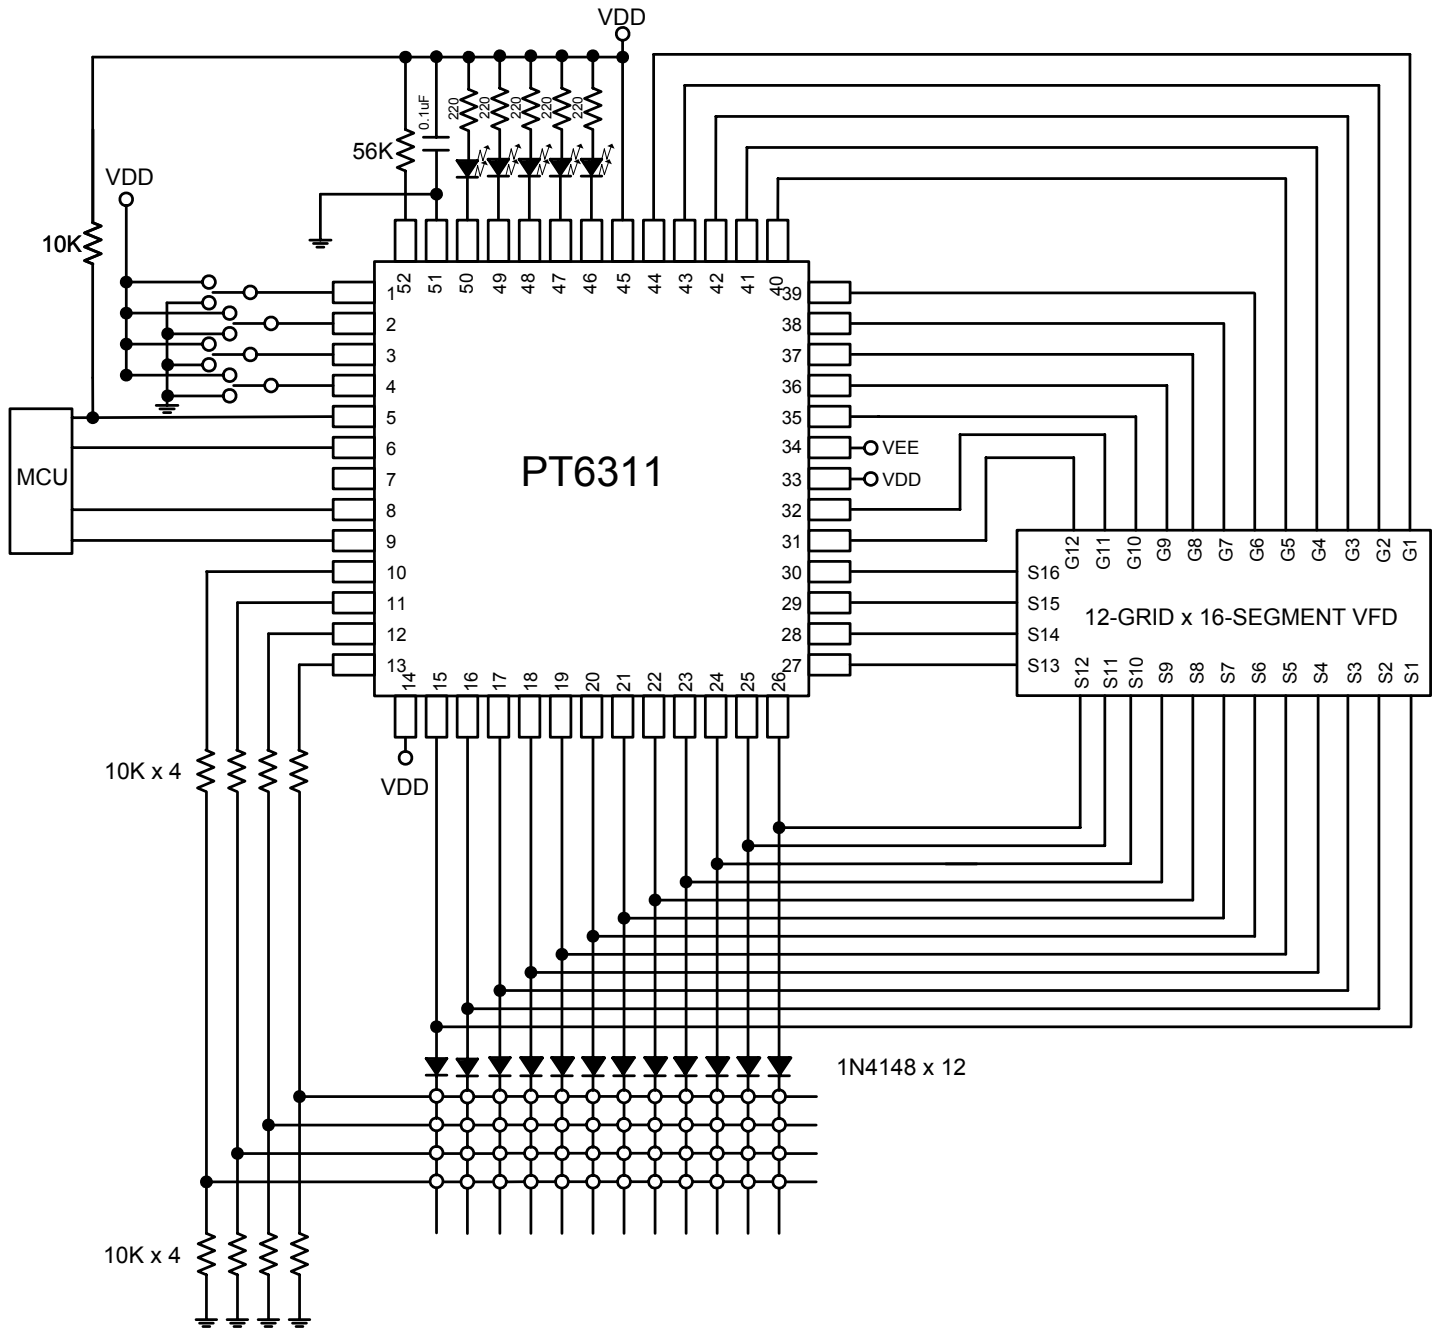 VDD
220
220
220
220
220
0.1uF
56K
VDD
10K
52
51
50
49
48
47
46
45
44
43
42
41
40
1
2
3
4
5
6
7
8
9
10
11
12
13
MCU
PT6311
39
38
37
36
35
34
33
32
31
30
29
28
27
VEE
VDD
G12
G11
G10
G9
G8
G7
G6
G5
G4
G3
G2
G1
S16
S15
S14
S13
12-GRID x 16-SEGMENT VFD
S12
S11
S10
S9
S8
S7
S6
S5
S4
S3
S2
S1
14
15
16
17
18
19
20
21
22
23
24
25
26
VDD
10K x 4
1N4148 x 12
10K x 4